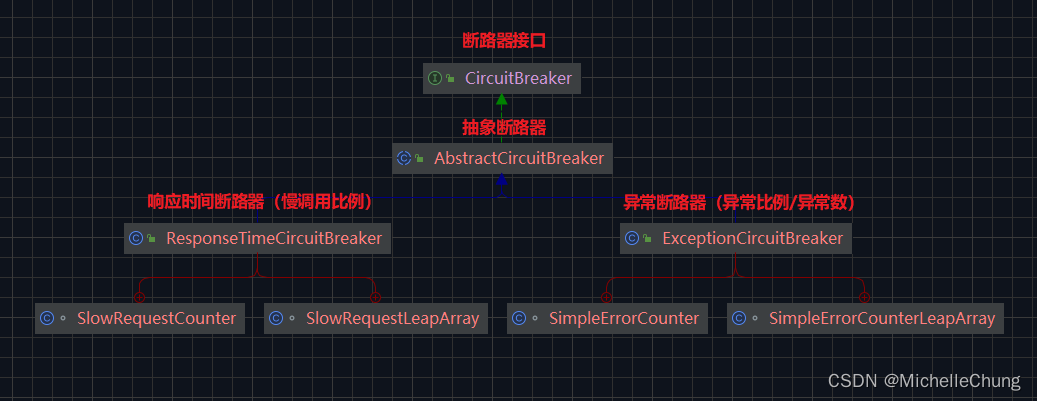 断路器接口
CircuitBreaker
抽象断路器
AbstractCircuitBreaker
响应时间断路器（慢调用比例）
异常断路器（异常比例/异常数）
ResponseTimeCircuitBreaker
ExceptionCircuitBreaker
SlowRequestCounter
SlowRequestLeapArray
SimpleErrorCounter
SimpleErrorCounterLeapArray
CSDN @MichelleChung